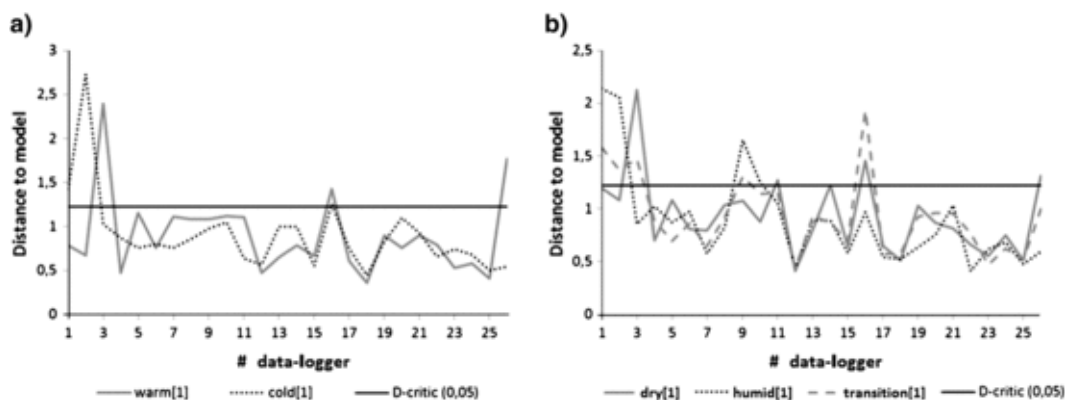 a)
3
2,5
2
1,5
1
0,5
0
Distance to model
1 3 5 7 9 11 13 15 17 19 21 23 25
# data-logger
warm[1] cold[1] D-critic (0,05)
b)
2,5
2
1,5
1
0,5
0
Distance to model
1 3 5 7 9 11 13 15 17 19 21 23 25
# data-logger
dry[1] humid[1] transition[1] D-critic (0,05)